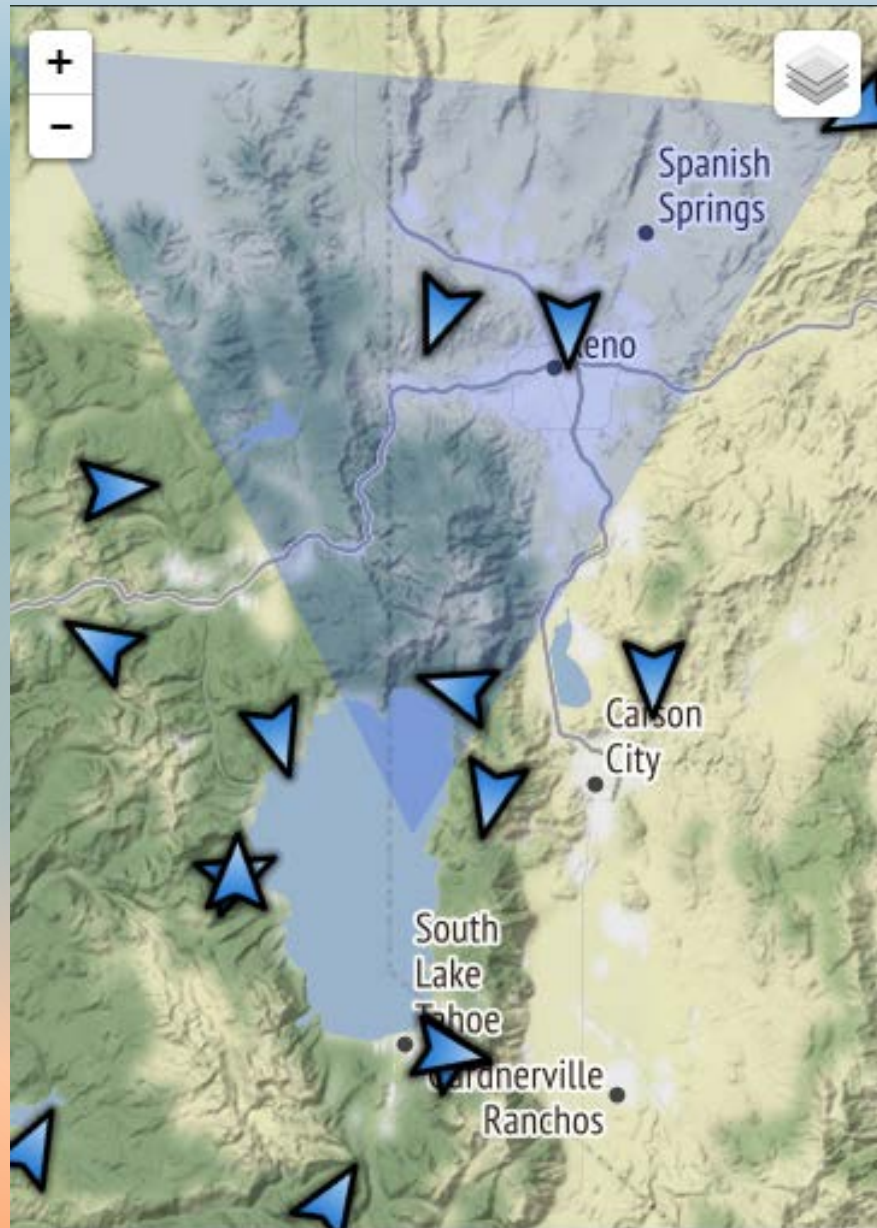 +
−
Spanish
Springs
Reno
Carson
City
South
Lake
Tahoe
Gardnerville
Ranchos